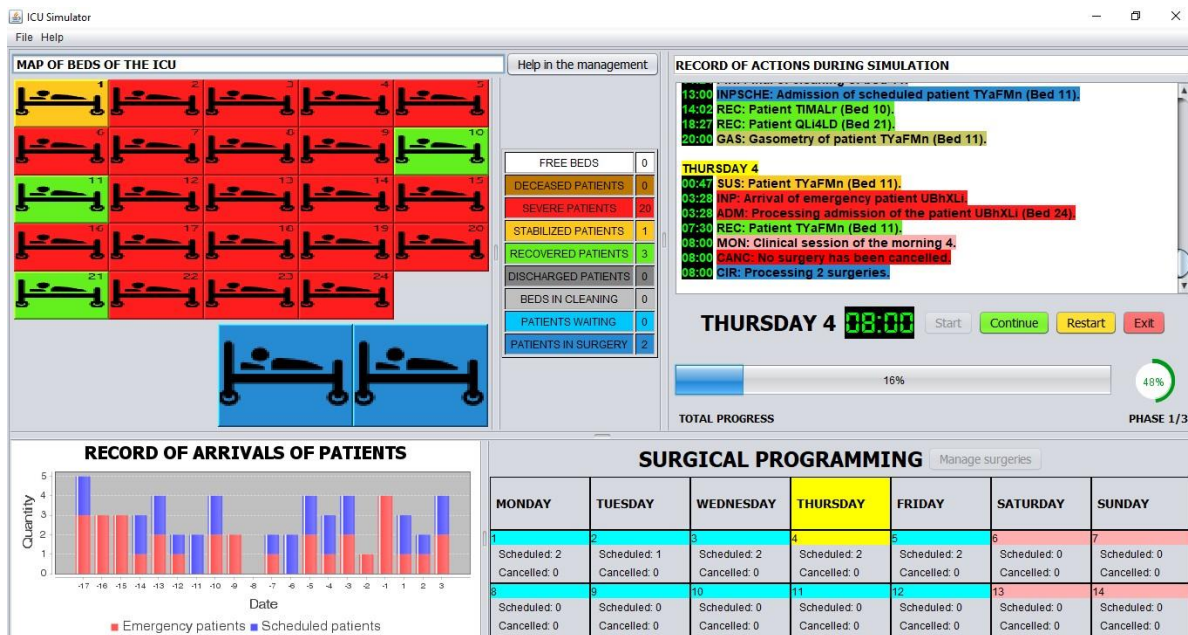 ICU Simulator
File Help
MAP OF BEDS OF THE ICU
Help in the management
1 2 3 4 5
6 7 8 9 10
11 12 13 14 15
16 17 18 19 20
21 22 23 24
FREE BEDS 0
DECEASED PATIENTS 0
SEVERE PATIENTS 20
STABILIZED PATIENTS 1
RECOVERED PATIENTS 3
DISCHARGED PATIENTS 0
BEDS IN CLEANING 0
PATIENTS WAITING 0
PATIENTS IN SURGERY 2
RECORD OF ACTIONS DURING SIMULATION
13:00 INPSCHE: Admission of scheduled patient TYaFMn (Bed 11).
14:02 REC: Patient TIMALr (Bed 10).
18:27 REC: Patient QLi4LD (Bed 21).
20:00 GAS: Gasometry of patient TYaFMn (Bed 11).
THURSDAY 4
00:47 SUS: Patient TYaFMn (Bed 11).
03:28 INP: Arrival of emergency patient UBhXLi.
03:28 ADM: Processing admission of the patient UBhXLi (Bed 24).
07:30 REC: Patient TYaFMn (Bed 11).
08:00 MON: Clinical session of the morning 4.
08:00 CANC: No surgery has been cancelled.
08:00 CIR: Processing 2 surgeries.
THURSDAY 4 08:00 Start Continue Restart Exit
16%
48%
TOTAL PROGRESS PHASE 1/3
RECORD OF ARRIVALS OF PATIENTS
Quantity
5
4
3
2
1
0
-17 -16 -15 -14 -13 -12 -11 -10 -9 -8 -7 -6 -5 -4 -3 -2 -1 1 2 3
Date
Emergency patients Scheduled patients
SURGICAL PROGRAMMING Manage surgeries
MONDAY TUESDAY WEDNESDAY THURSDAY FRIDAY SATURDAY SUNDAY
1 2 3 4 5 6 7
Scheduled: 2 Scheduled: 1 Scheduled: 2 Scheduled: 2 Scheduled: 2 Scheduled: 0 Scheduled: 0
Cancelled: 0 Cancelled: 0 Cancelled: 0 Cancelled: 0 Cancelled: 0 Cancelled: 0 Cancelled: 0
8 9 10 11 12 13 14
Scheduled: 0 Scheduled: 0 Scheduled: 0 Scheduled: 0 Scheduled: 0 Scheduled: 0 Scheduled: 0
Cancelled: 0 Cancelled: 0 Cancelled: 0 Cancelled: 0 Cancelled: 0 Cancelled: 0 Cancelled: 0